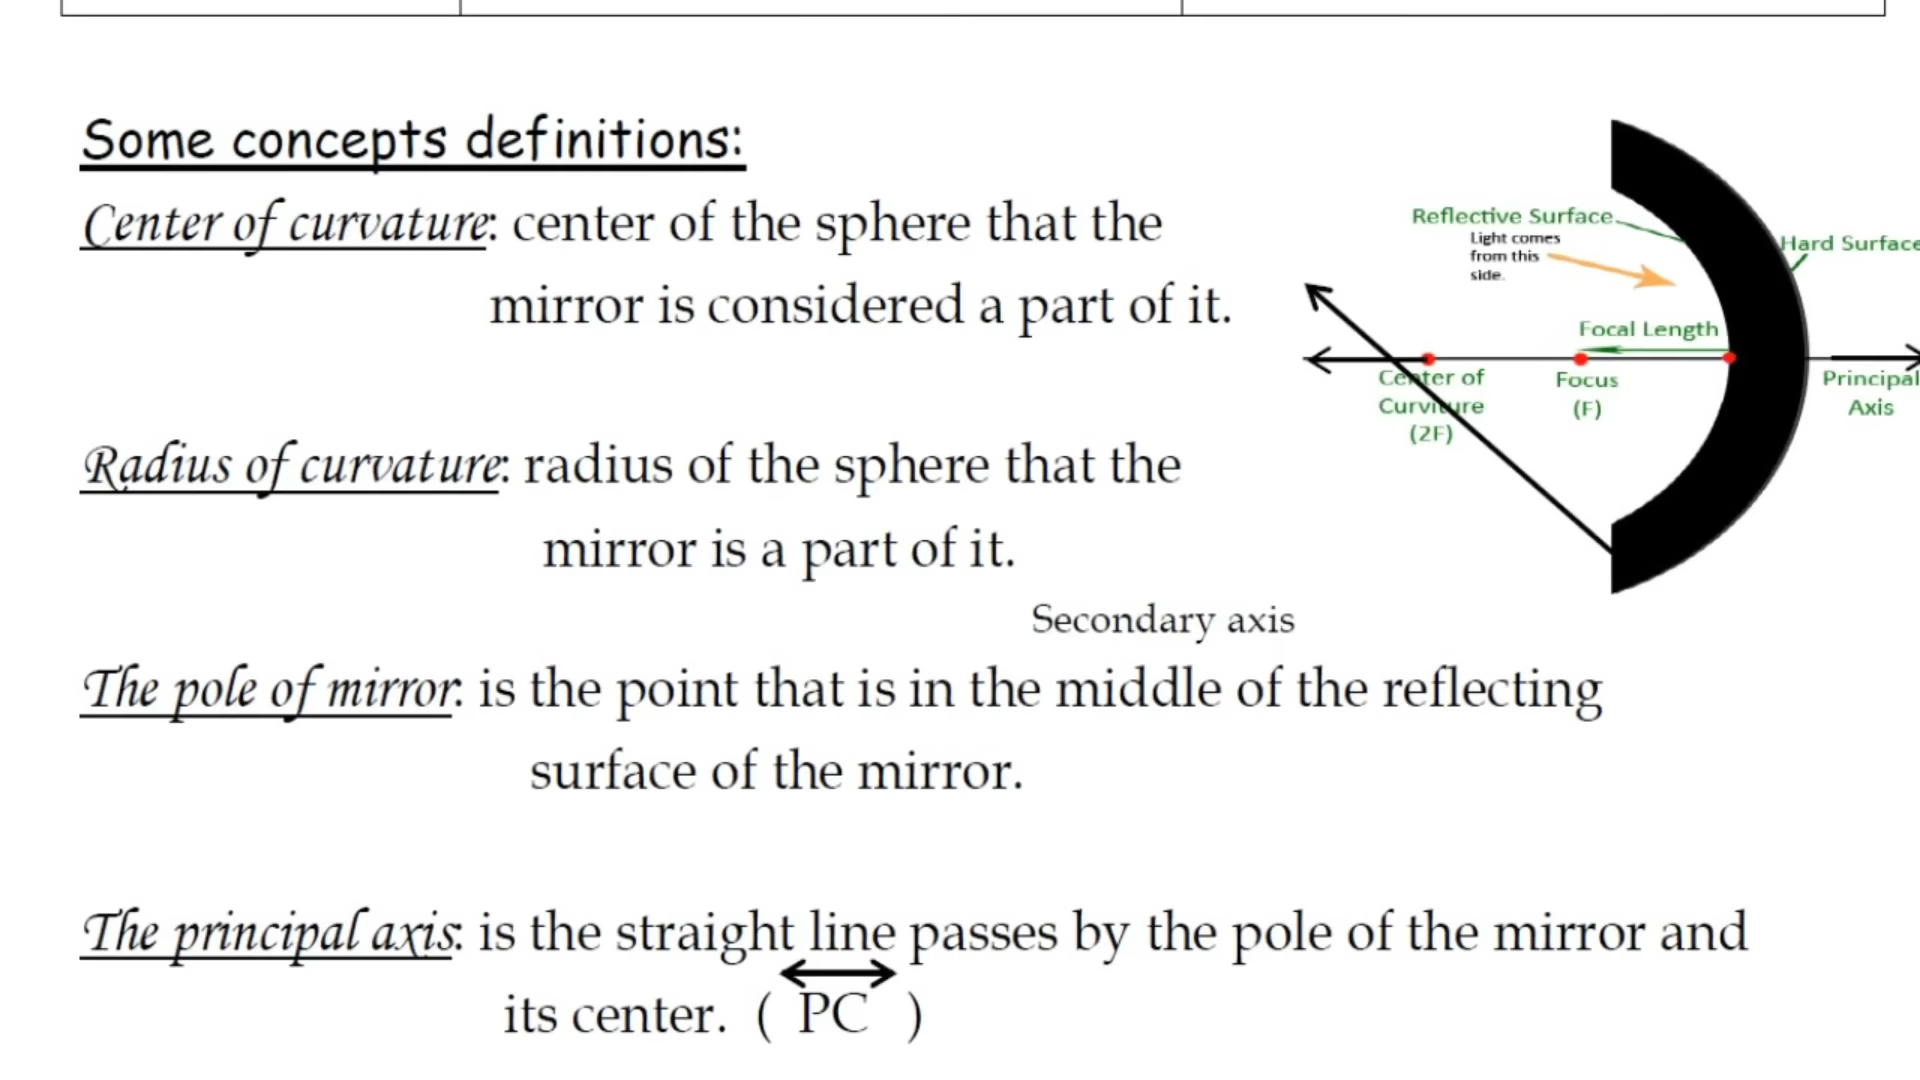 Some concepts definitions:
Center of curvature: center of the sphere that the
mirror is considered a part of it.
Radius of curvature: radius of the sphere that the
mirror is a part of it.
Secondary axis
The pole of mirror: is the point that is in the middle of the reflecting
surface of the mirror.
The principal axis: is the straight line passes by the pole of the mirror and
its center. ( PC )
Reflective Surface
Light comes
from this
side.
Hard Surface
Focal Length
Center of
Curviture
(2F)
Focus
(F)
Principal
Axis